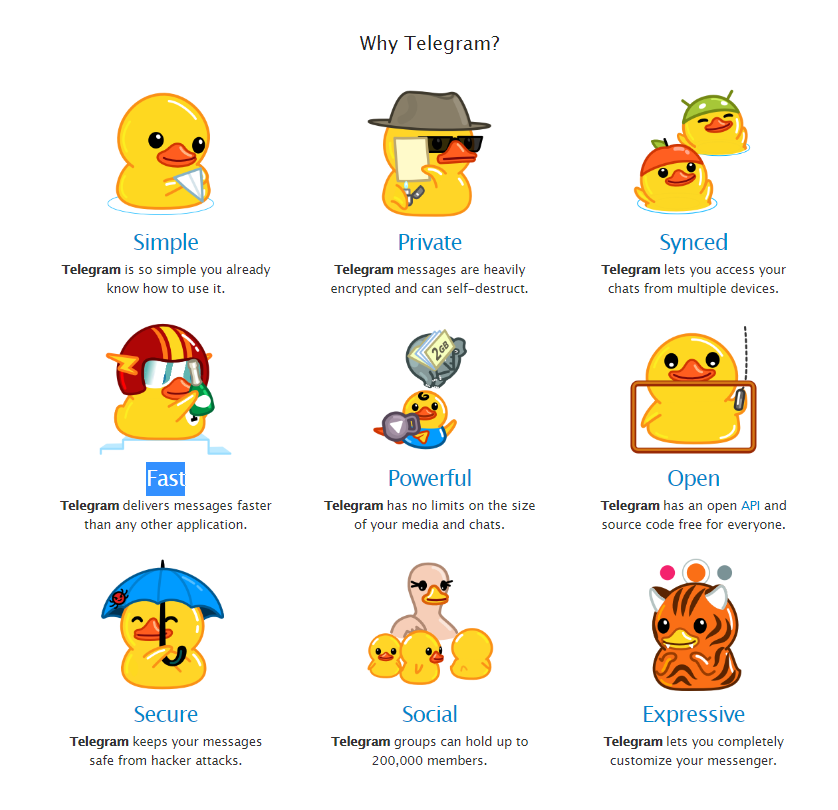 Why Telegram?
Simple
Telegram is so simple you already
know how to use it.
Private
Telegram messages are heavily
encrypted and can self-destruct.
Synced
Telegram lets you access your
chats from multiple devices.
Fast
Telegram delivers messages faster
than any other application.
2GB
Powerful
Telegram has no limits on the size
of your media and chats.
Open
Telegram has an open API and
source code free for everyone.
Secure
Telegram keeps your messages
safe from hacker attacks.
Social
Telegram groups can hold up to
200,000 members.
Expressive
Telegram lets you completely
customize your messenger.